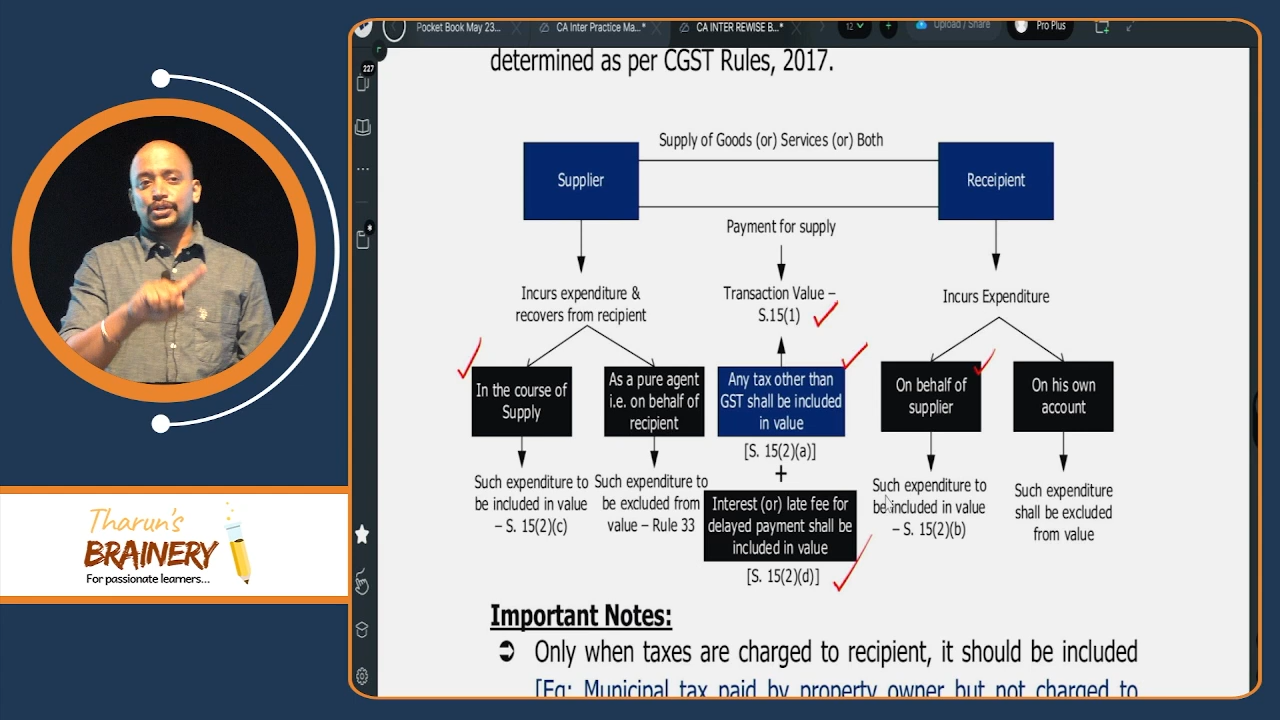 Pocket Book May 23...
CA Inter Practice Ma...*
CA INTER REWISE B...*
12
Upload / Share
Pro Plus
227
determined as per CGST Rules, 2017.
Supply of Goods (or) Services (or) Both
Supplier
Receipient
Payment for supply
Incurs expenditure &
recovers from recipient
Transaction Value –
S.15(1)
Incurs Expenditure
In the course of
Supply
As a pure agent
i.e. on behalf of
recipient
Any tax other than
GST shall be included
in value
On behalf of
supplier
On his own
account
[S. 15(2)(a)]
+
Such expenditure to
be included in value
– S. 15(2)(c)
Such expenditure to
be excluded from
value – Rule 33
Interest (or) late fee for
delayed payment shall be
included in value
[S. 15(2)(d)]
Such expenditure to
be included in value
– S. 15(2)(b)
Such expenditure
shall be excluded
from value
Important Notes:
Only when taxes are charged to recipient, it should be included
[Eg: Municipal tax paid by property owner but not charged to
Tharun's
BRAINERY
For passionate learners...